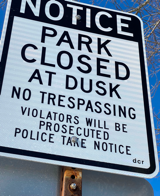 NOTICE
PARK
CLOSED
AT DUSK
NO TRESPASSING
VIOLATORS WILL BE
PROSECUTED
POLICE TAKE NOTICE
dcr